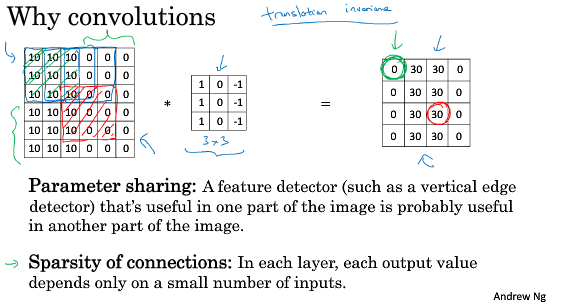 Why convolutions
translation invariance
10 10 10 0 0 0
10 10 10 0 0 0
10 10 10 0 0 0
10 10 10 0 0 0
10 10 10 0 0 0
10 10 10 0 0 0
*
1 0 -1
1 0 -1
1 0 -1
3×3
=
0 30 30 0
0 30 30 0
0 30 30 0
0 30 30 0
Parameter sharing: A feature detector (such as a vertical edge
detector) that’s useful in one part of the image is probably useful
in another part of the image.
→ Sparsity of connections: In each layer, each output value
depends only on a small number of inputs.
Andrew Ng